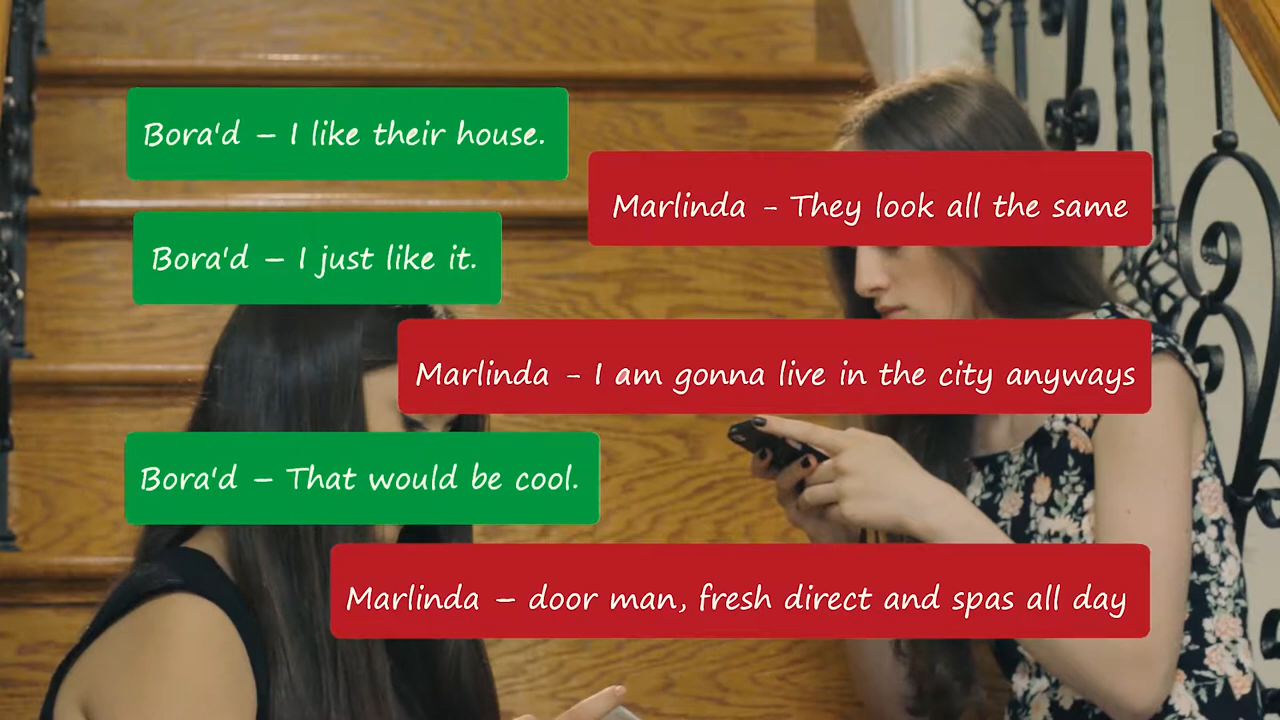 Bora'd – I like their house.
Marlinda - They look all the same
Bora'd – I just like it.
Marlinda - I am gonna live in the city anyways
Bora'd – That would be cool.
Marlinda – door man, fresh direct and spas all day